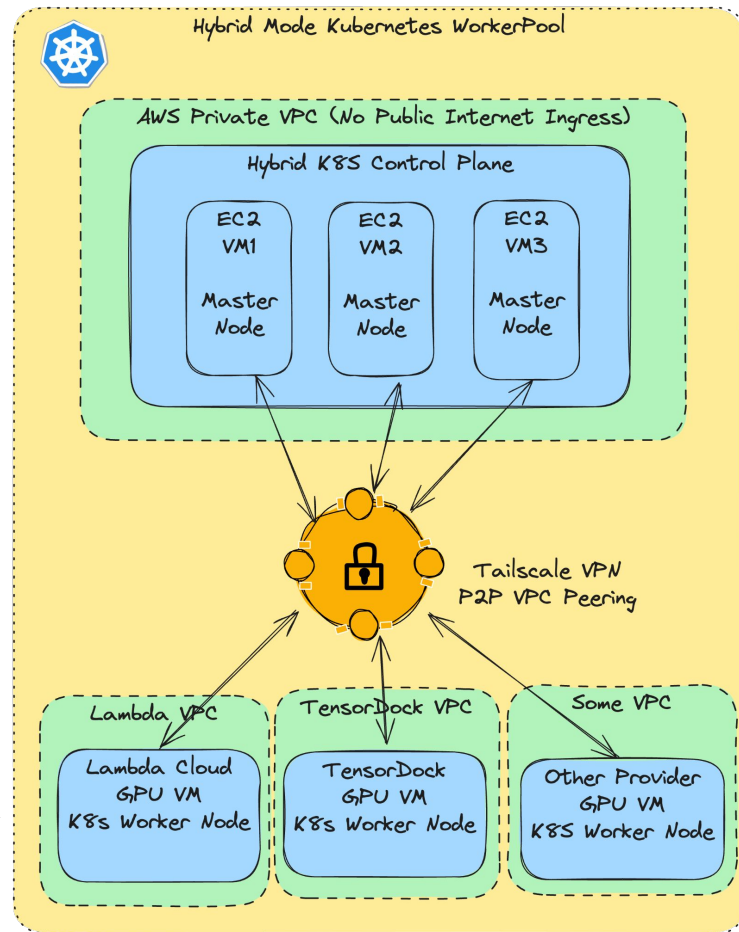 Hybrid Mode Kubernetes WorkerPool
AWS Private VPC (No Public Internet Ingress)
Hybrid K8S Control Plane
EC2
VM1
Master
Node
EC2
VM2
Master
Node
EC2
VM3
Master
Node
Tailscale VPN
P2P VPC Peering
Lambda VPC
Lambda Cloud
GPU VM
K8s Worker Node
TensorDock VPC
TensorDock
GPU VM
K8s Worker Node
Some VPC
Other Provider
GPU VM
K8S Worker Node